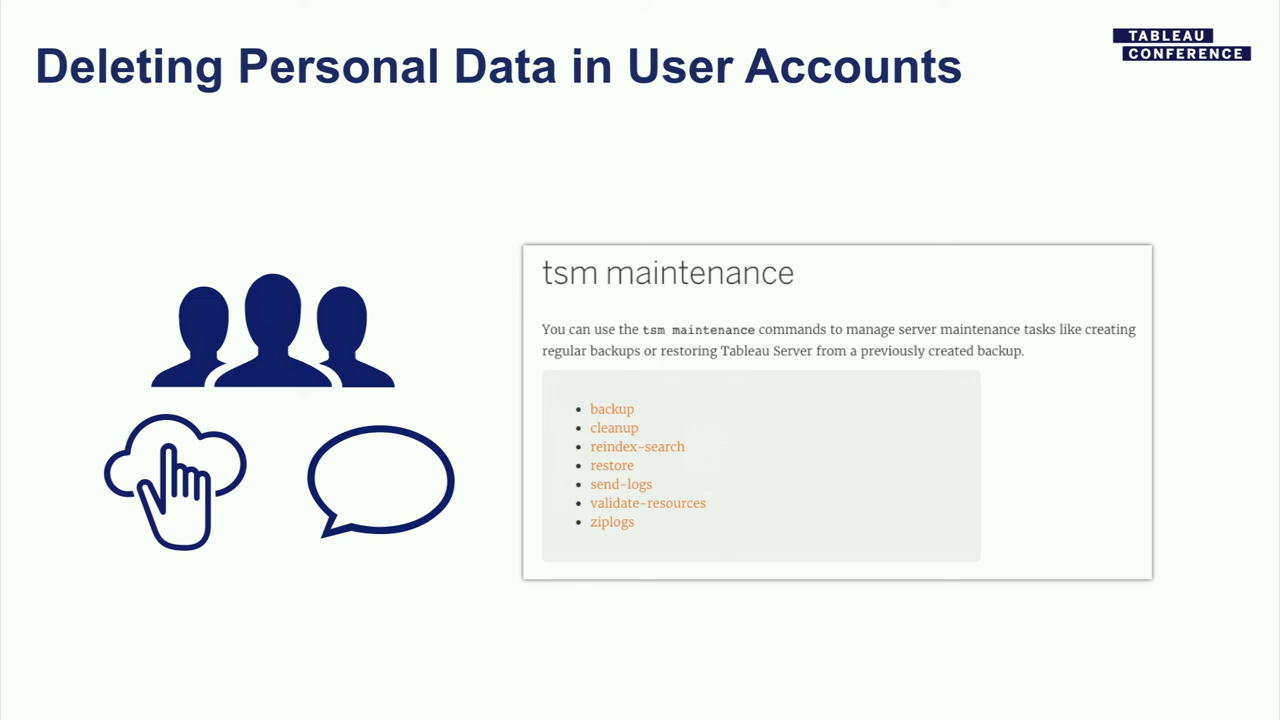 Deleting Personal Data in User Accounts
TABLEAU
CONFERENCE
tsm maintenance
You can use the tsm maintenance commands to manage server maintenance tasks like creating
regular backups or restoring Tableau Server from a previously created backup.
• backup
• cleanup
• reindex-search
• restore
• send-logs
• validate-resources
• ziplogs